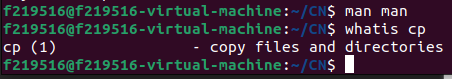 f219516@f219516-virtual-machine:~/CN$ man man
f219516@f219516-virtual-machine:~/CN$ whatis cp
cp (1)               - copy files and directories
f219516@f219516-virtual-machine:~/CN$